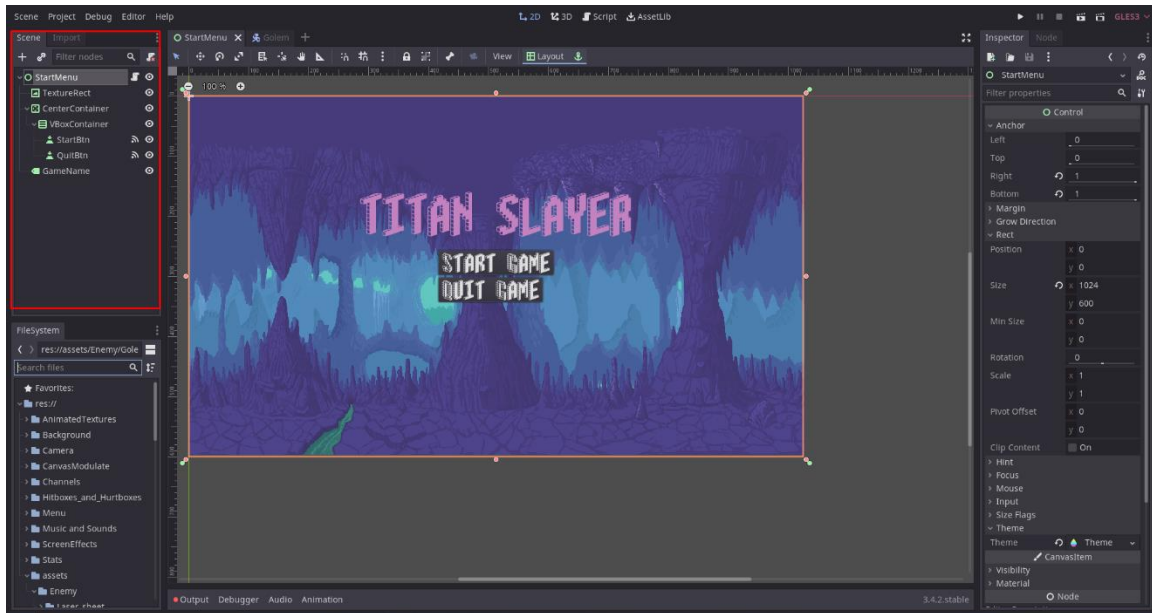 Scene Project Debug Editor Help
2D 3D Script AssetLib
GLES3
Scene Import
Filter nodes
StartMenu
TextureRect
CenterContainer
VBoxContainer
StartBtn
QuitBtn
GameName
FileSystem
res://assets/Enemy/Gole
Search files
Favorites:
res://
AnimatedTextures
Background
Camera
CanvasModulate
Channels
Hitboxes_and_Hurtboxes
Menu
Music and Sounds
ScreenEffects
Stats
assets
Enemy
Laser_sheet
StartMenu Golem
View Layout
100 %
TITAN SLAYER
START GAME
QUIT GAME
Output Debugger Audio Animation
3.4.2.stable
Inspector Node
StartMenu
Filter properties
Control
Anchor
Left 0
Top 0
Right 1
Bottom 1
Margin
Grow Direction
Rect
Position x 0
y 0
Size x 1024
y 600
Min Size x 0
y 0
Rotation 0
Scale x 1
y 1
Pivot Offset x 0
y 0
Clip Content On
Hint
Focus
Mouse
Input
Size Flags
Theme
Theme Theme
CanvasItem
Visibility
Material
Node